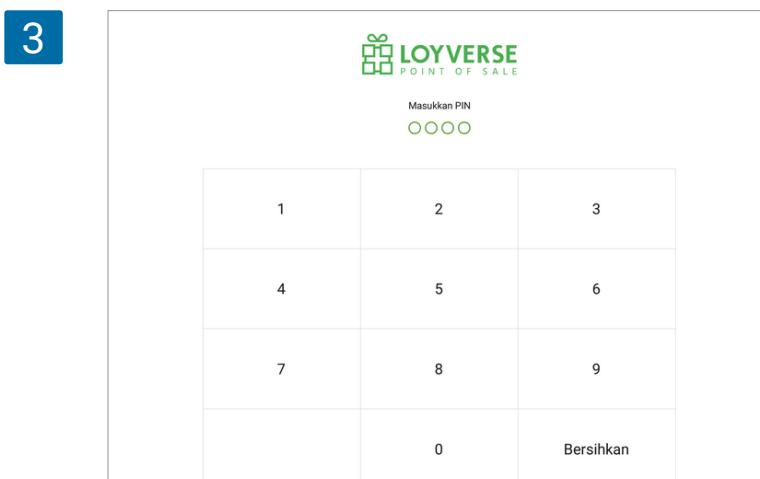 3
LOYVERSE
POINT OF SALE
Masukkan PIN
1 2 3
4 5 6
7 8 9
0 Bersihkan